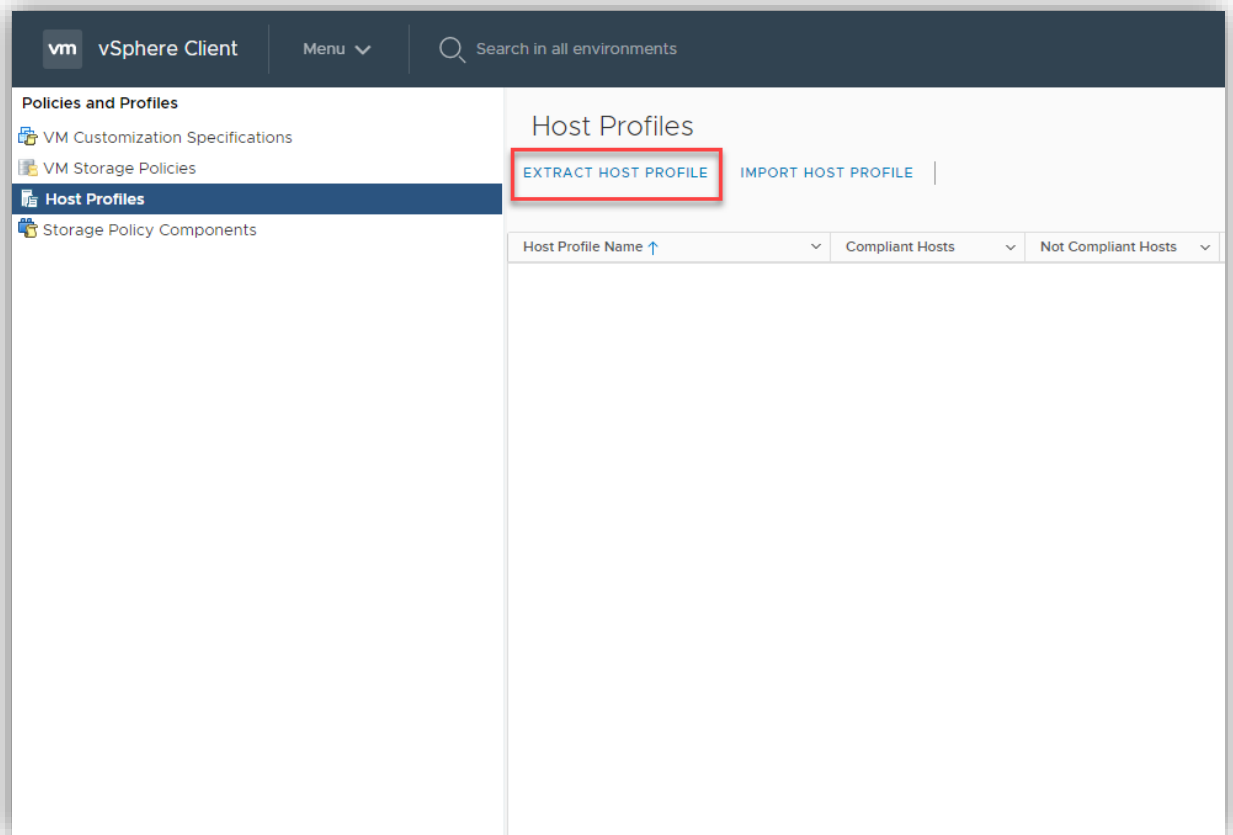 vm vSphere Client Menu Search in all environments
Policies and Profiles
VM Customization Specifications
VM Storage Policies
Host Profiles
Storage Policy Components
Host Profiles
EXTRACT HOST PROFILE IMPORT HOST PROFILE
Host Profile Name Compliant Hosts Not Compliant Hosts